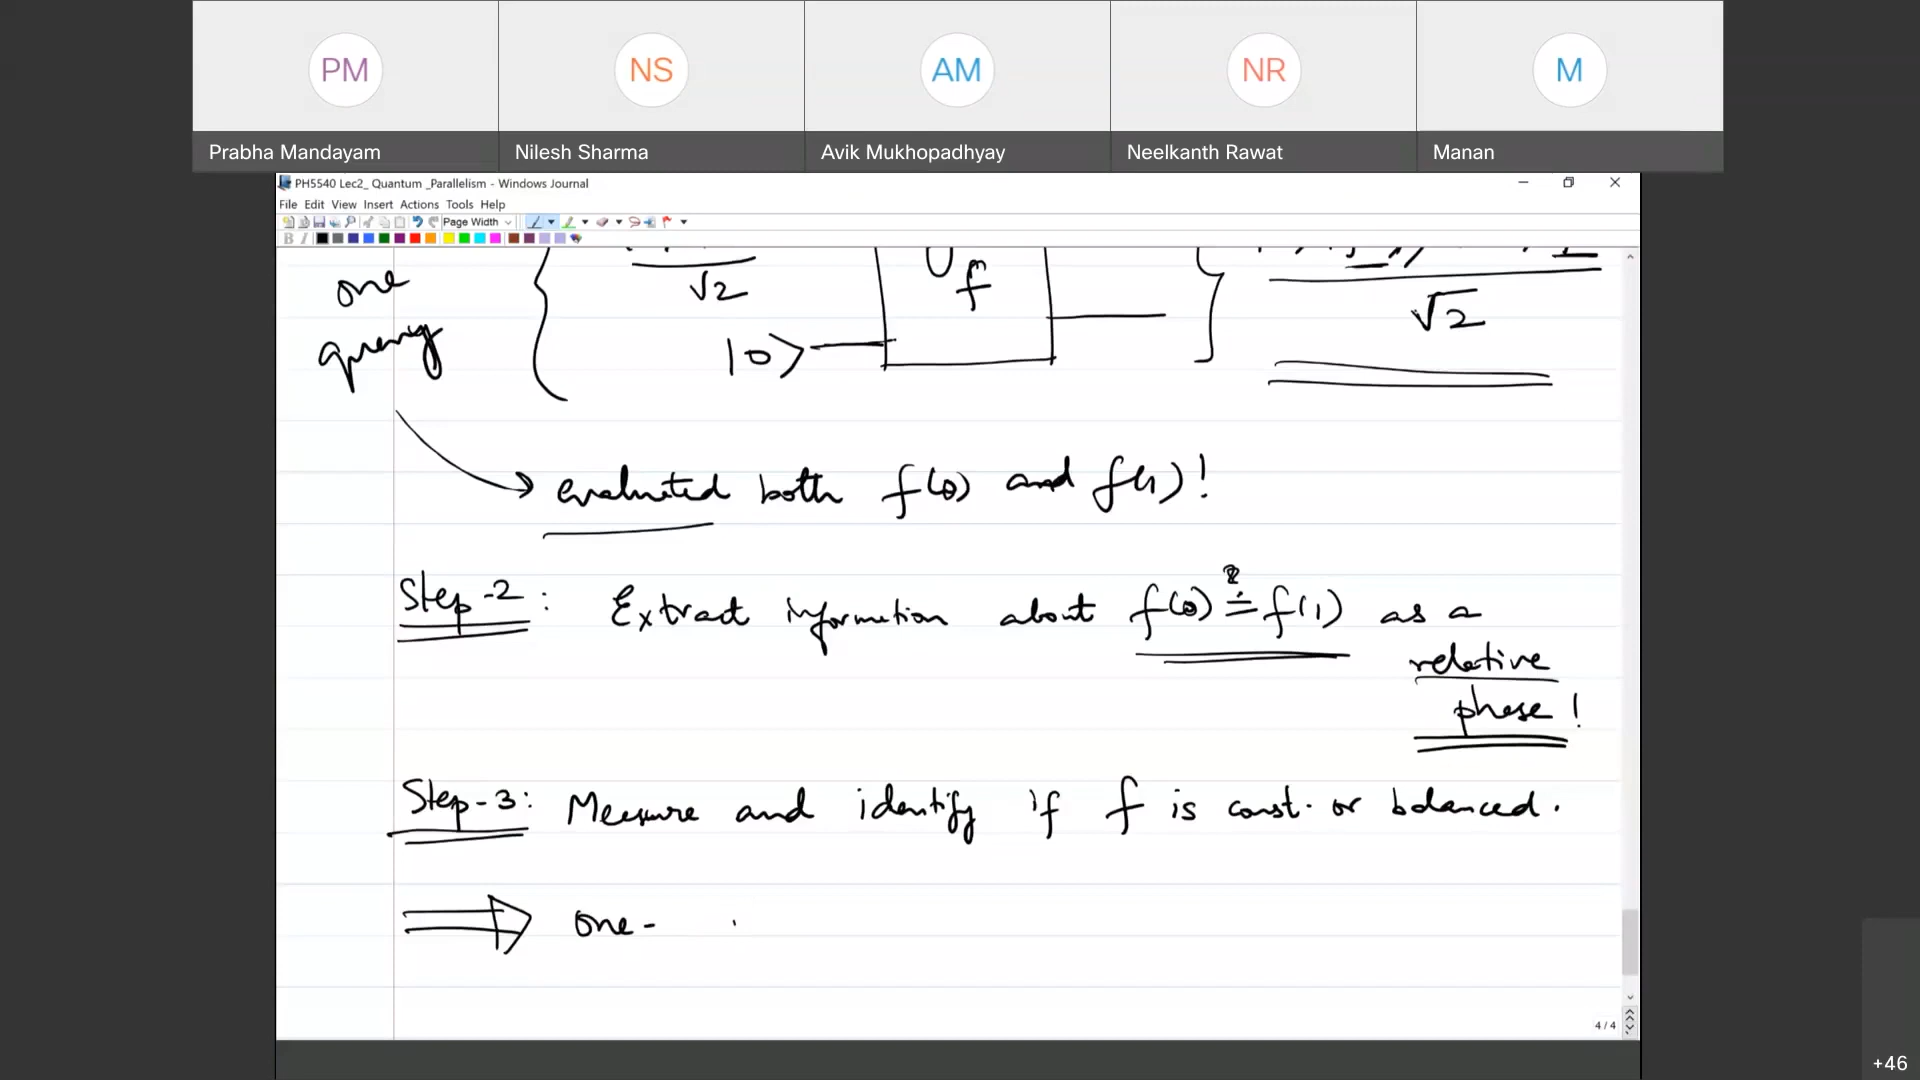 PM NS AM NR M
Prabha Mandayam Nilesh Sharma Avik Mukhopadhyay Neelkanth Rawat Manan
PH5540 Lec2_ Quantum _Parallelism - Windows Journal
File Edit View Insert Actions Tools Help
Page Width
B I
one
query
√2
|0>
U f
√2
evaluated both f(0) and f(1)!
Step-2: Extract information about f(0) ?= f(1) as a
relative
phase!
Step-3: Measure and identify if f is const. or balanced.
one-
4 / 4
+46